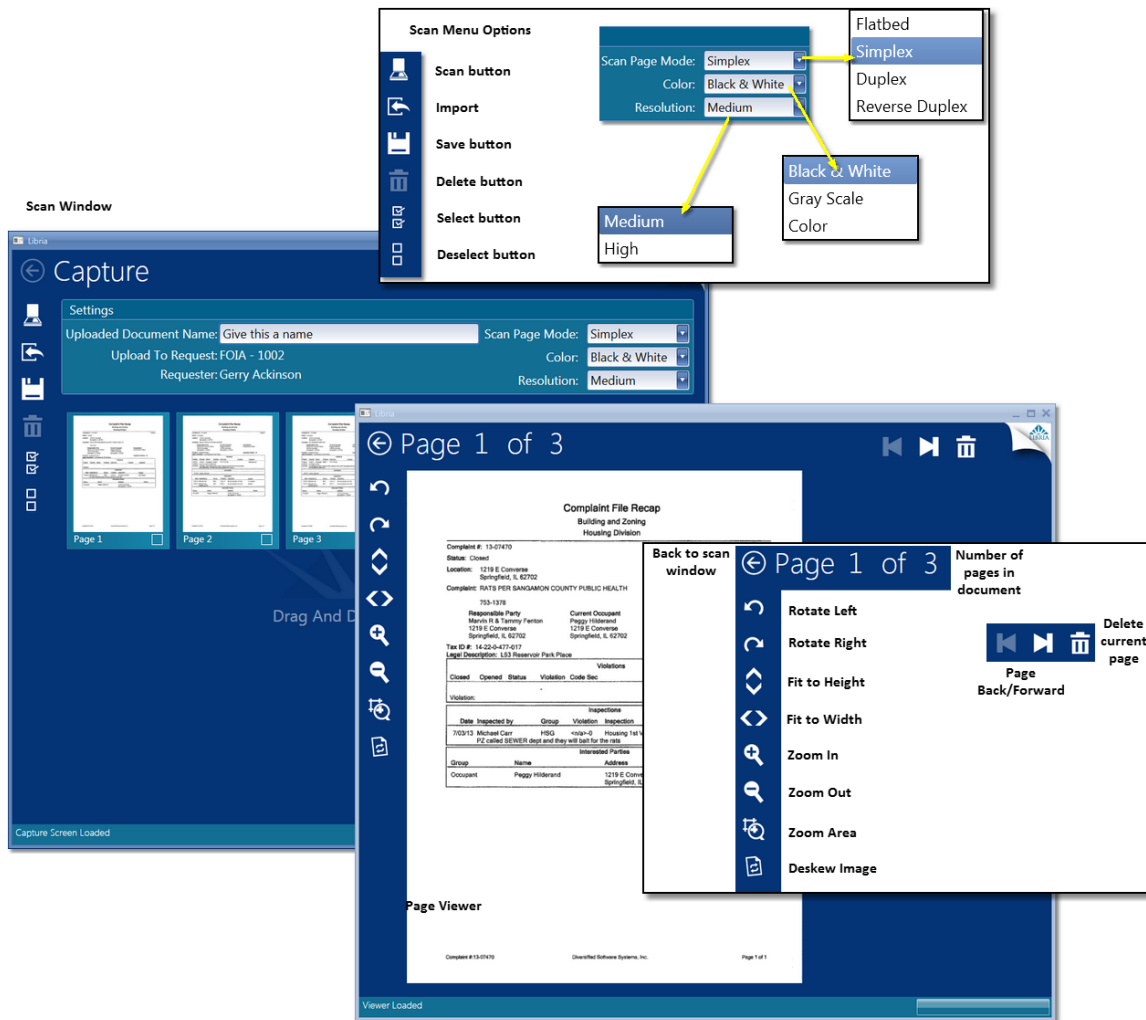 Scan Menu Options
Scan button
Import
Save button
Delete button
Select button
Deselect button
Scan Page Mode: Simplex
Color: Black & White
Resolution: Medium
Flatbed
Simplex
Duplex
Reverse Duplex
Black & White
Gray Scale
Color
Medium
High
Scan Window
Libria
Capture
Settings
Uploaded Document Name: Give this a name
Upload To Request: FOIA - 1002
Requester: Gerry Ackinson
Scan Page Mode: Simplex
Color: Black & White
Resolution: Medium
Page 1
Page 2
Page 3
Drag And D
Capture Screen Loaded
Libria
Page 1 of 3
LIBRIA
Complaint File Recap
Building and Zoning
Housing Division
Complaint #: 13-07470
Status: Closed
Location: 1219 E Converse
Springfield, IL 62702
Complaint: RATS PER SANGAMON COUNTY PUBLIC HEALTH
753-1378
Responsible Party Current Occupant
Marvin R & Tammy Fenton Peggy Hilderand
1219 E Converse 1219 E Converse
Springfield, IL 62702 Springfield, IL 62702
Tax ID #: 14-22-0-477-017
Legal Description: L53 Reservoir Park Place
Violations
Closed Opened Status Violation Code Sec
Violation:
Inspections
Date Inspected by Group Violation Inspection
7/03/13 Michael Carr HSG <n/a>-0 Housing 1st V
PZ called SEWER dept and they will bait for the rats
Interested Parties
Group Name Address
Occupant Peggy Hilderand 1219 E Conve
Springfield, IL
Page Viewer
Complaint #:13-07470 Diversified Software Systems, Inc. Page 1 of 1
Viewer Loaded
Back to scan
window
Page 1 of 3
Number of
pages in
document
Rotate Left
Rotate Right
Fit to Height
Fit to Width
Zoom In
Zoom Out
Zoom Area
Deskew Image
Delete
current
page
Page
Back/Forward